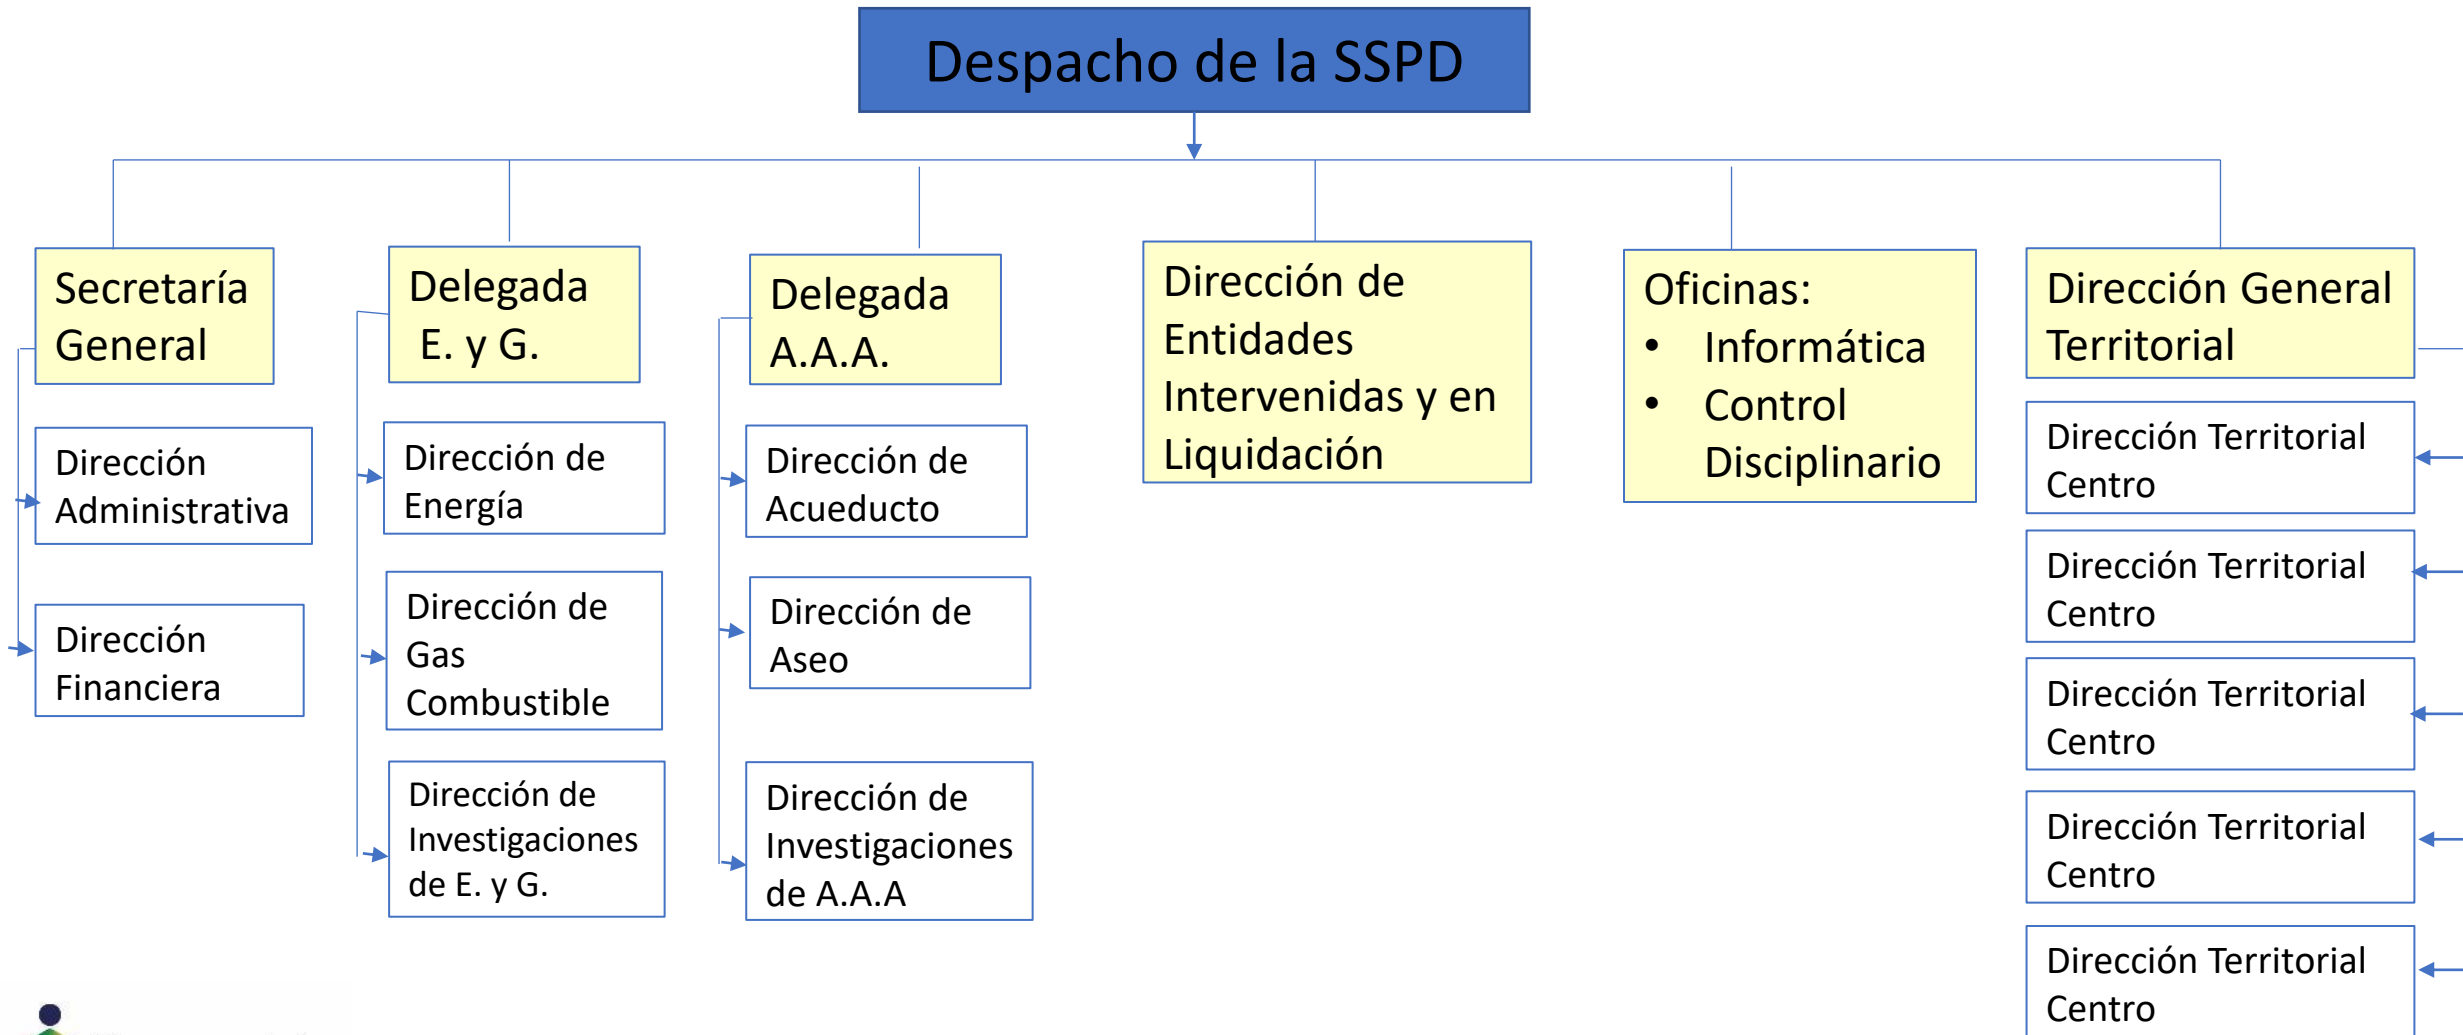 Despacho de la SSPD
Secretaría
General
Dirección
Administrativa
Dirección
Financiera
Delegada
E. y G.
Dirección de
Energía
Dirección de
Gas
Combustible
Dirección de
Investigaciones
de E. y G.
Delegada
A.A.A.
Dirección de
Acueducto
Dirección de
Aseo
Dirección de
Investigaciones
de A.A.A
Dirección de
Entidades
Intervenidas y en
Liquidación
Oficinas:
• Informática
• Control
Disciplinario
Dirección General
Territorial
Dirección Territorial
Centro
Dirección Territorial
Centro
Dirección Territorial
Centro
Dirección Territorial
Centro
Dirección Territorial
Centro